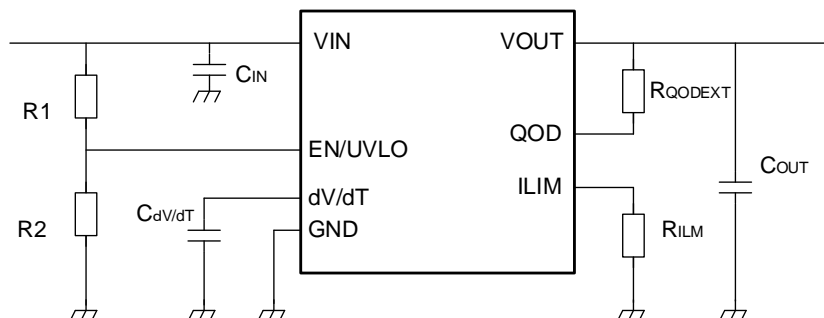 VIN
VOUT
CIN
R1
RQODEXT
QOD
EN/UVLO
COUT
ILIM
dV/dT
CdV/dT
R2
GND
RILM